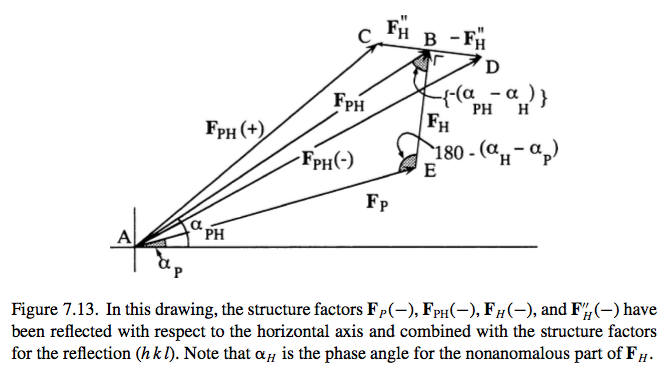 C F"H B - F"H
D
{-(αPH - αH)}
FPH
FH
FPH (+)
FPH(-)
180 - (αH - αP)
E
FP
A αPH
αP
Figure 7.13. In this drawing, the structure factors FP(−), FPH(−), FH(−), and F″H(−) have
been reflected with respect to the horizontal axis and combined with the structure factors
for the reflection (h k l). Note that αH is the phase angle for the nonanomalous part of FH.